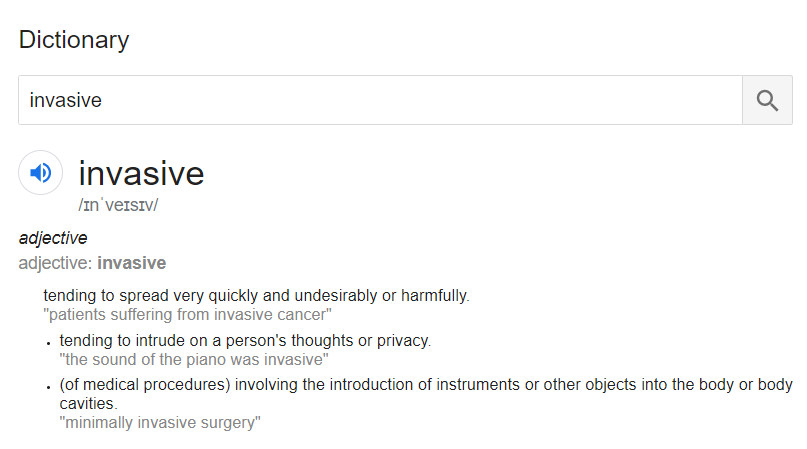 Dictionary
invasive
invasive
/ɪnˈveɪsɪv/
adjective
adjective: invasive
tending to spread very quickly and undesirably or harmfully.
"patients suffering from invasive cancer"
• tending to intrude on a person's thoughts or privacy.
"the sound of the piano was invasive"
• (of medical procedures) involving the introduction of instruments or other objects into the body or body
cavities.
"minimally invasive surgery"